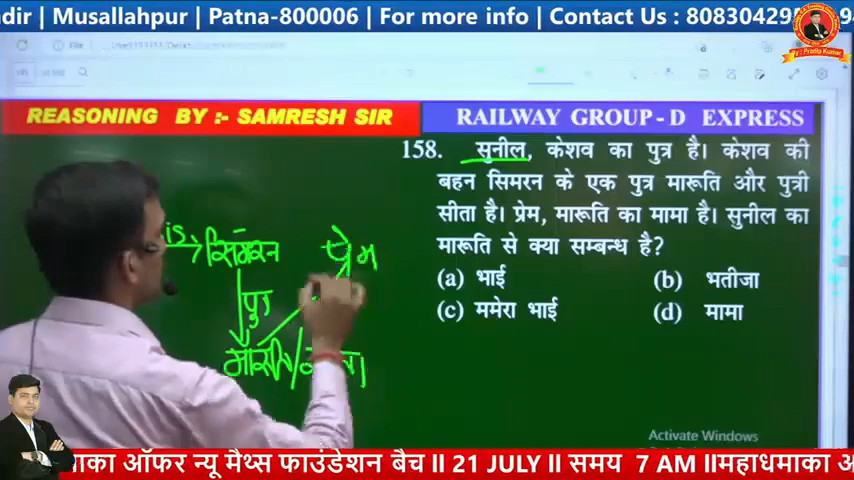 dir | Musallahpur | Patna-800006 | For more info | Contact Us : 808304295
REASONING BY :- SAMRESH SIR
RAILWAY GROUP - D EXPRESS
158. सुनील, केशव का पुत्र है। केशव की
बहन सिमरन के एक पुत्र मारूति और पुत्री
सीता है। प्रेम, मारूति का मामा है। सुनील का
मारूति से क्या सम्बन्ध है?
(a) भाई (b) भतीजा
(c) ममेरा भाई (d) मामा
is सिमरन प्रेम
पुत्र
Activate Windows
माका ऑफर न्यू मैथ्स फाउंडेशन बैच II 21 JULY II समय 7 AM IIमहाधमाका अ